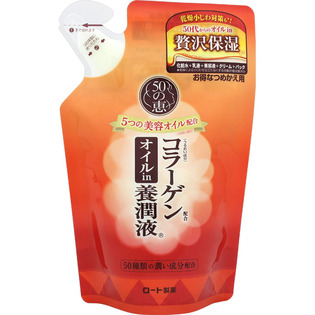 乾燥小じわ対策も!
50代からのオイルin
贅沢・保湿
化粧水+乳液+美容液+クリーム+パック
お得なつめかえ用
50の恵
5つの美容オイル配合
コラーゲン
配合
オイルin
養潤液®
50種類の潤い成分配合
ロート製薬